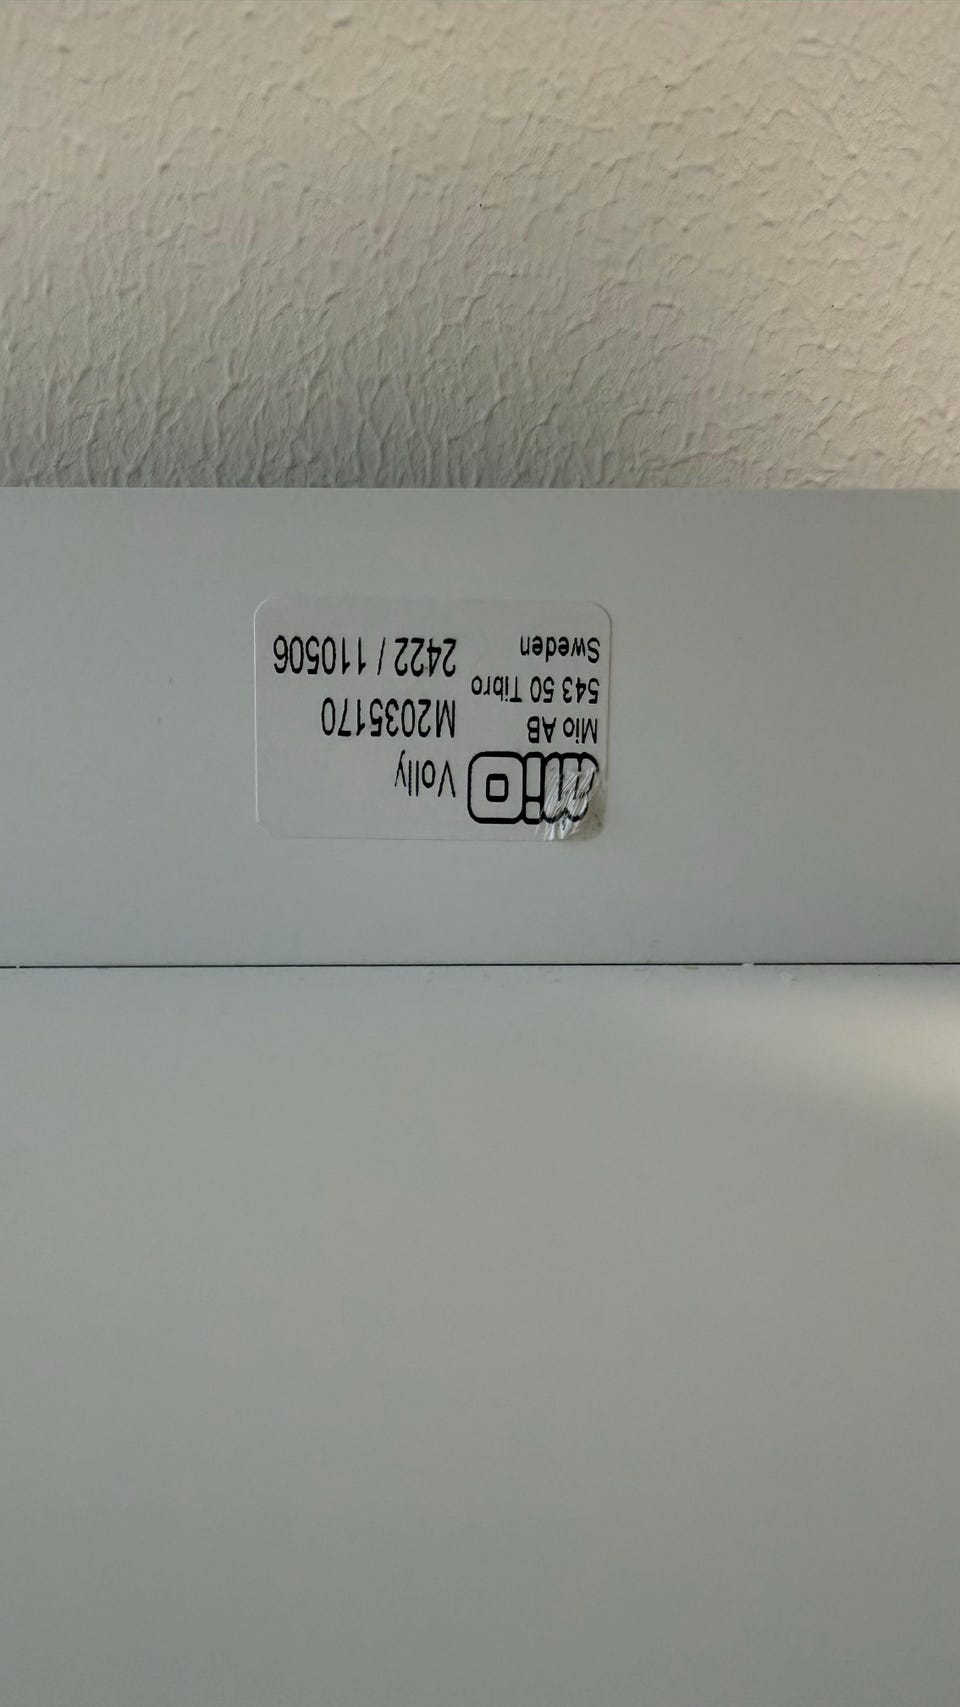 mio
Mio AB
543 50 Tibro
Sweden
Volly
M2035170
2422 / 110506